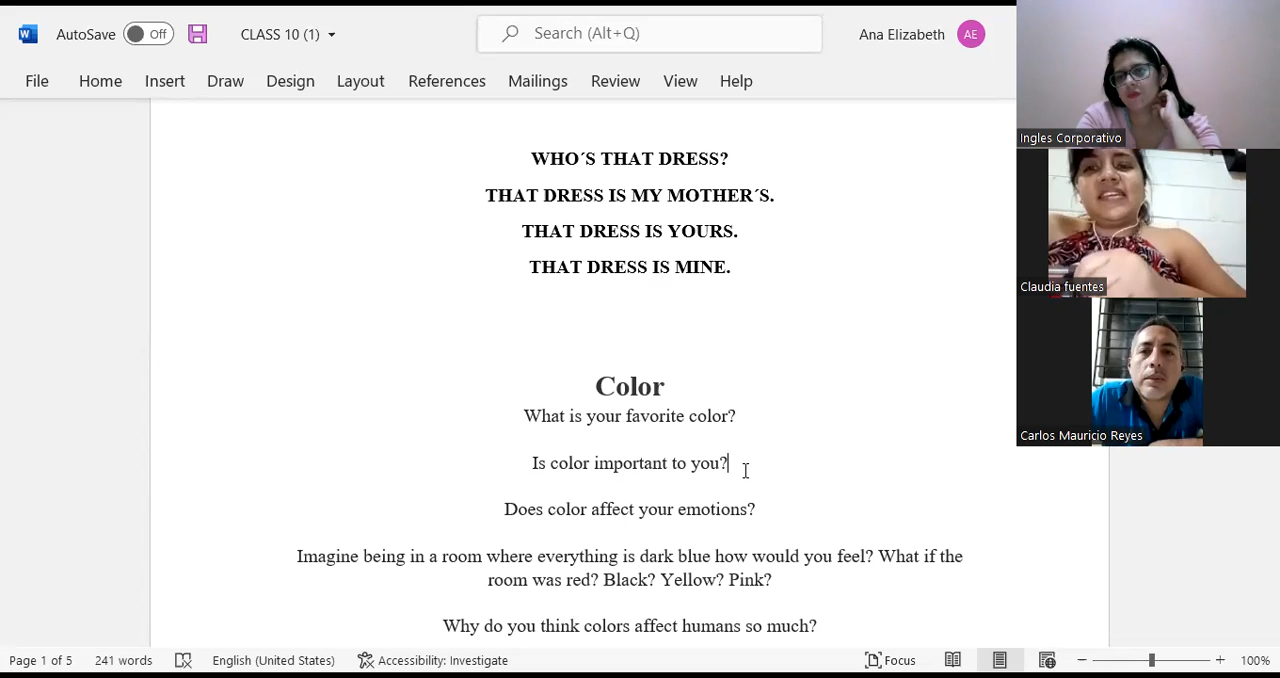 AutoSave Off CLASS 10 (1) Search (Alt+Q) Ana Elizabeth AE
File Home Insert Draw Design Layout References Mailings Review View Help
Ingles Corporativo
Claudia fuentes
Carlos Mauricio Reyes
WHO´S THAT DRESS?
THAT DRESS IS MY MOTHER´S.
THAT DRESS IS YOURS.
THAT DRESS IS MINE.
Color
What is your favorite color?
Is color important to you?
Does color affect your emotions?
Imagine being in a room where everything is dark blue how would you feel? What if the
room was red? Black? Yellow? Pink?
Why do you think colors affect humans so much?
Page 1 of 5 241 words English (United States) Accessibility: Investigate Focus 100%